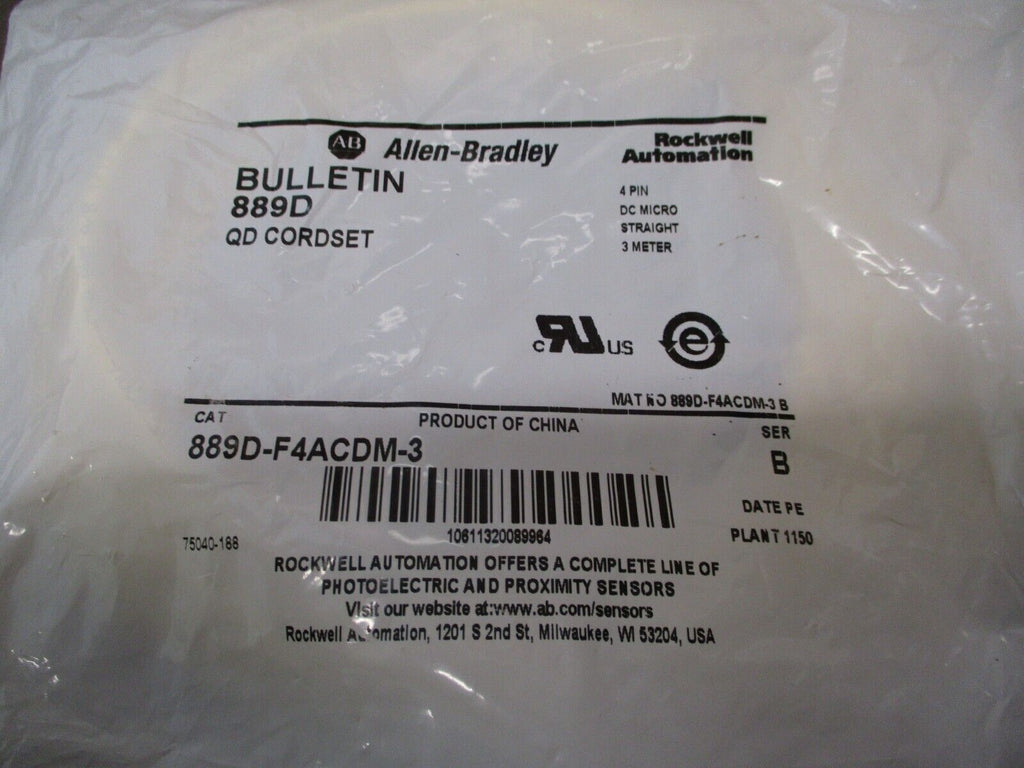 AB Allen-Bradley
Rockwell
Automation
BULLETIN
889D
QD CORDSET
4 PIN
DC MICRO
STRAIGHT
3 METER
c RU US e
MAT NO 889D-F4ACDM-3 B
CAT
PRODUCT OF CHINA
SER
889D-F4ACDM-3
B
DATE PE
10611320089964
PLANT 1150
75040-188
ROCKWELL AUTOMATION OFFERS A COMPLETE LINE OF
PHOTOELECTRIC AND PROXIMITY SENSORS
Visit our website at:www.ab.com/sensors
Rockwell Automation, 1201 S 2nd St, Milwaukee, WI 53204, USA